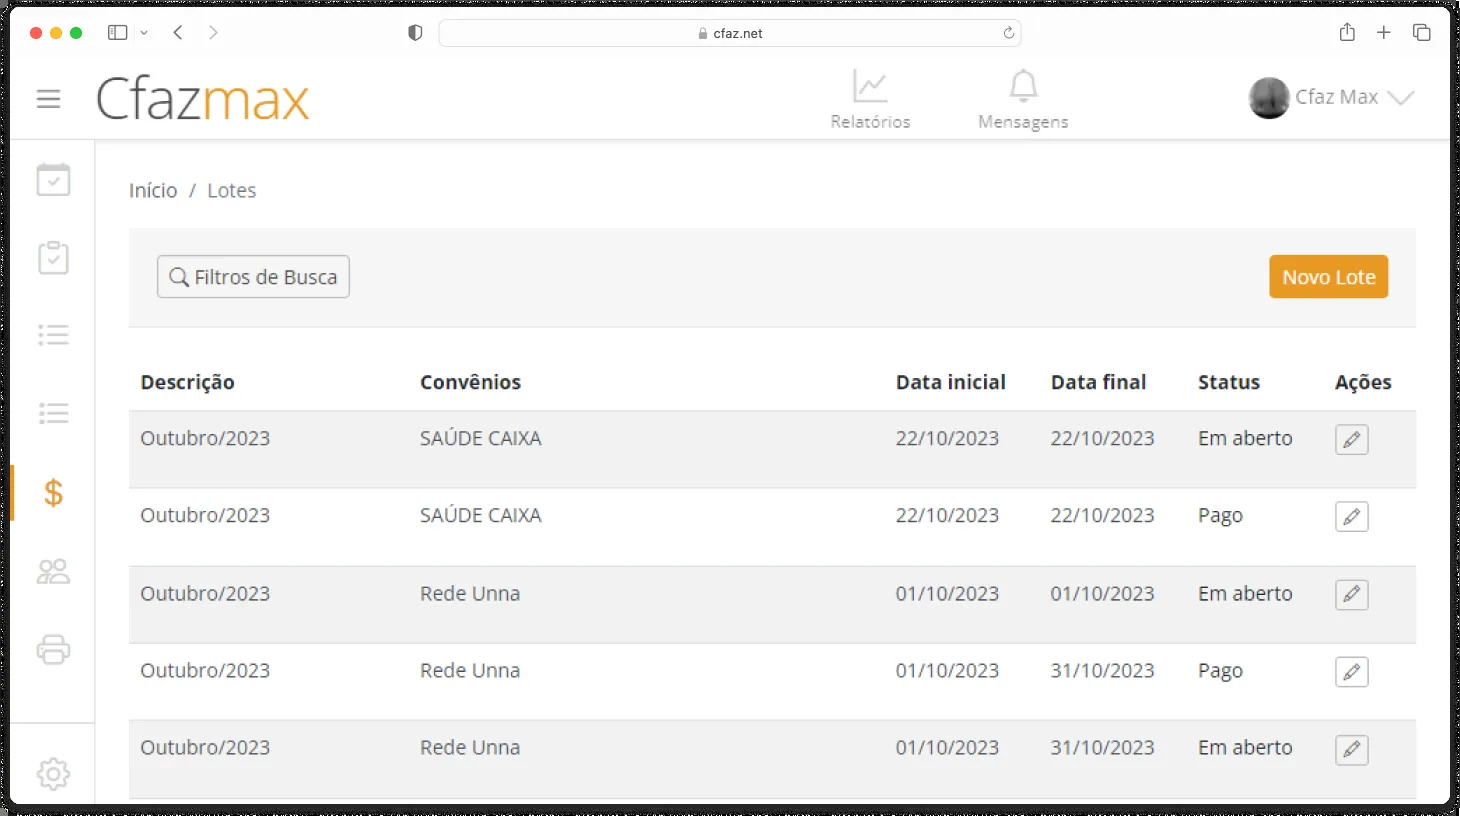 cfaz.net
Cfazmax
Relatórios
Mensagens
Cfaz Max
Início / Lotes
Filtros de Busca
Novo Lote
Descrição Convênios Data inicial Data final Status Ações
Outubro/2023 SAÚDE CAIXA 22/10/2023 22/10/2023 Em aberto
Outubro/2023 SAÚDE CAIXA 22/10/2023 22/10/2023 Pago
$
Outubro/2023 Rede Unna 01/10/2023 01/10/2023 Em aberto
Outubro/2023 Rede Unna 01/10/2023 31/10/2023 Pago
Outubro/2023 Rede Unna 01/10/2023 31/10/2023 Em aberto